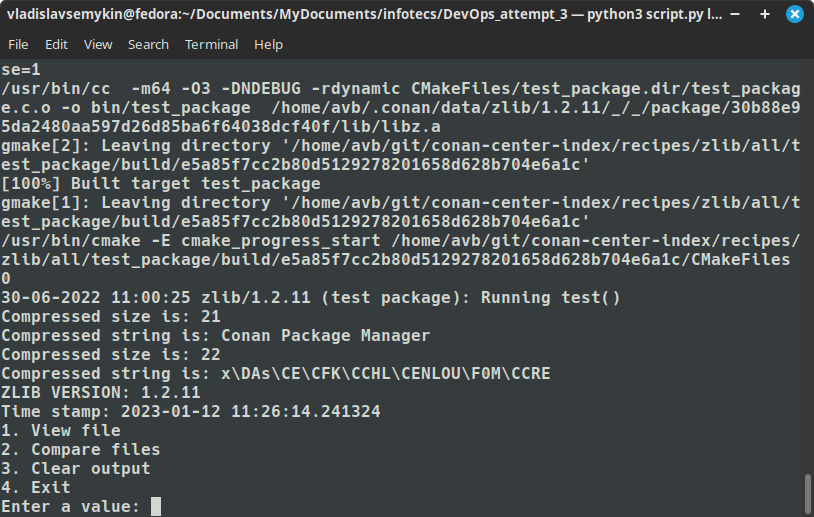 vladislavsemykin@fedora:~/Documents/MyDocuments/infotecs/DevOps_attempt_3 — python3 script.py l...
File Edit View Search Terminal Help
se=1
/usr/bin/cc  -m64 -O3 -DNDEBUG -rdynamic CMakeFiles/test_package.dir/test_packag
e.c.o -o bin/test_package  /home/avb/.conan/data/zlib/1.2.11/_/_/package/30b88e9
5da2480aa597d26d85ba6f64038dcf40f/lib/libz.a
gmake[2]: Leaving directory '/home/avb/git/conan-center-index/recipes/zlib/all/t
est_package/build/e5a85f7cc2b80d5129278201658d628b704e6a1c'
[100%] Built target test_package
gmake[1]: Leaving directory '/home/avb/git/conan-center-index/recipes/zlib/all/t
est_package/build/e5a85f7cc2b80d5129278201658d628b704e6a1c'
/usr/bin/cmake -E cmake_progress_start /home/avb/git/conan-center-index/recipes/
zlib/all/test_package/build/e5a85f7cc2b80d5129278201658d628b704e6a1c/CMakeFiles
0
30-06-2022 11:00:25 zlib/1.2.11 (test package): Running test()
Compressed size is: 21
Compressed string is: Conan Package Manager
Compressed size is: 22
Compressed string is: x\DAs\CE\CFK\CCHL\CENLOU\F0M\CCRE
ZLIB VERSION: 1.2.11
Time stamp: 2023-01-12 11:26:14.241324
1. View file
2. Compare files
3. Clear output
4. Exit
Enter a value: